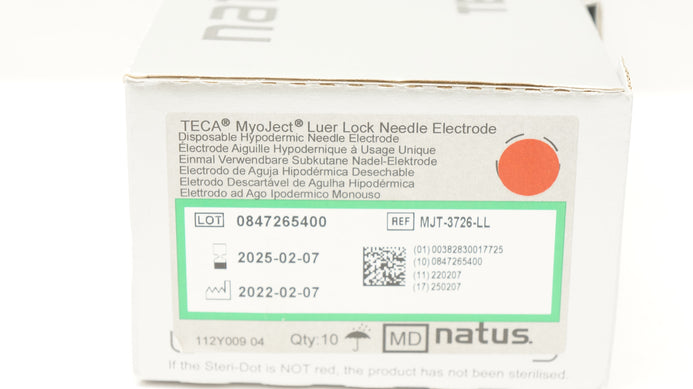 TECA® MyoJect® Luer Lock Needle Electrode
Disposable Hypodermic Needle Electrode
Électrode Aiguille Hypodernique à Usage Unique
Einmal Verwendbare Subkutane Nadel-Elektrode
Electrodo de Aguja Hipodérmica Desechable
Eletrodo Descartável de Agulha Hipodérmica
Elettrodo ad Ago Ipodermico Monouso
LOT 0847265400 REF MJT-3726-LL
2025-02-07
2022-02-07
(01) 00382830017725
(10) 0847265400
(11) 220207
(17) 250207
112Y009 04 Qty: 10 MD natus.
If the Steri-Dot is NOT red, the product has not been sterilised.